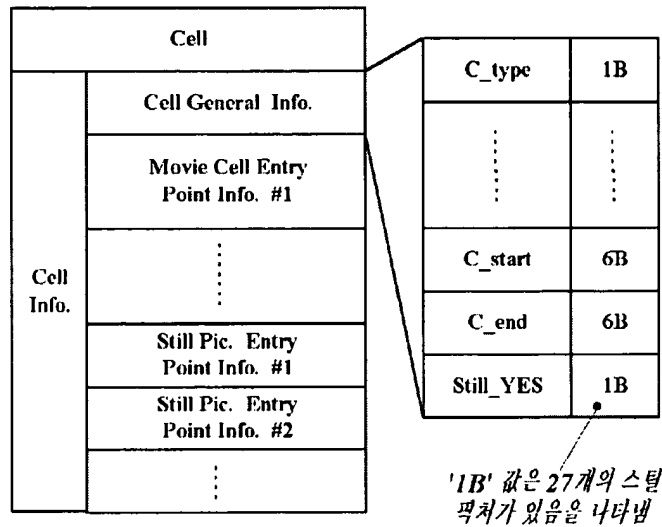 Cell
Cell General Info.
Movie Cell Entry
Point Info. #1
Cell
Info.
Still Pic. Entry
Point Info. #1
Still Pic. Entry
Point Info. #2
C_type 1B
C_start 6B
C_end 6B
Still_YES 1B
'1B' 값은 27개의 스틸
픽처가 있음을 나타냄